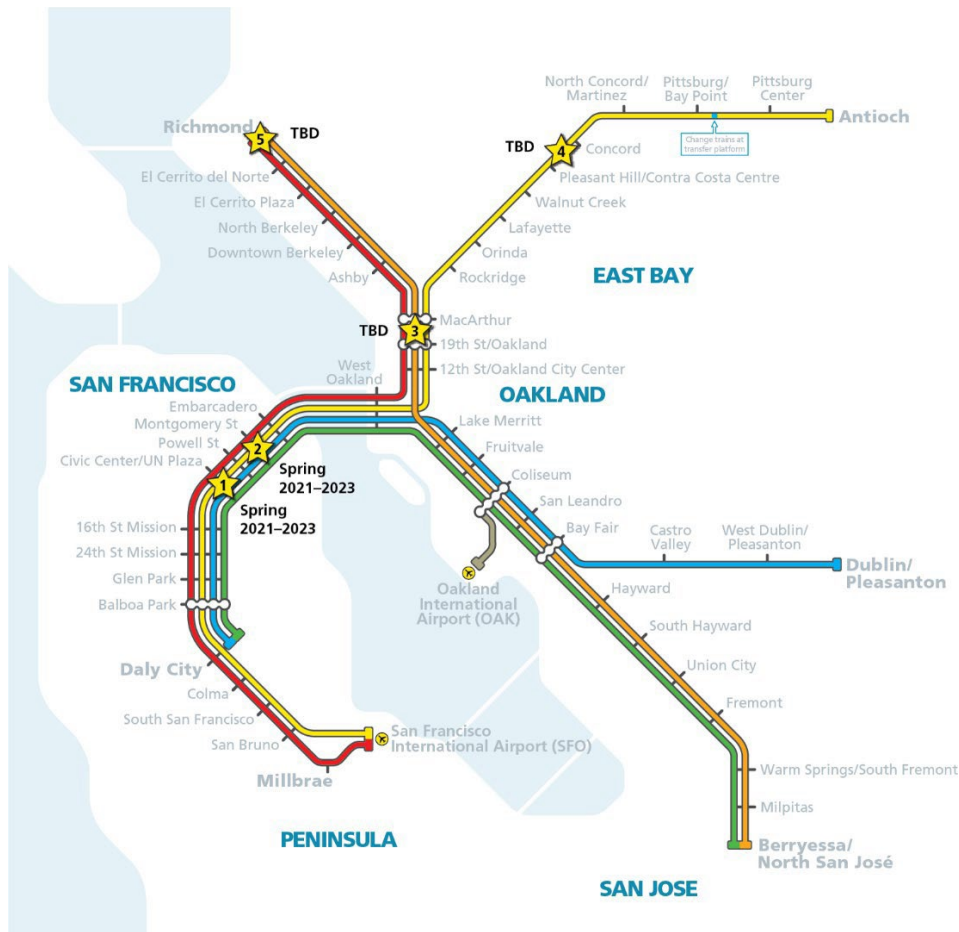 North Concord/
Martinez
Pittsburg/
Bay Point
Pittsburg
Center
Antioch
Change trains at
transfer platform
Richmond
5
TBD
TBD
4
Concord
El Cerrito del Norte
Pleasant Hill/Contra Costa Centre
El Cerrito Plaza
Walnut Creek
North Berkeley
Lafayette
Downtown Berkeley
Orinda
Ashby
Rockridge
EAST BAY
MacArthur
TBD
3
19th St/Oakland
12th St/Oakland City Center
West
Oakland
SAN FRANCISCO
OAKLAND
Embarcadero
Montgomery St
Powell St
Civic Center/UN Plaza
2
Spring
2021–2023
1
Spring
2021–2023
Lake Merritt
Fruitvale
Coliseum
San Leandro
Bay Fair
Castro
Valley
West Dublin/
Pleasanton
Dublin/
Pleasanton
16th St Mission
24th St Mission
Glen Park
Balboa Park
Oakland
International
Airport (OAK)
Hayward
South Hayward
Union City
Fremont
Daly City
Colma
South San Francisco
San Bruno
Millbrae
San Francisco
International Airport (SFO)
Warm Springs/South Fremont
Milpitas
Berryessa/
North San José
PENINSULA
SAN JOSE